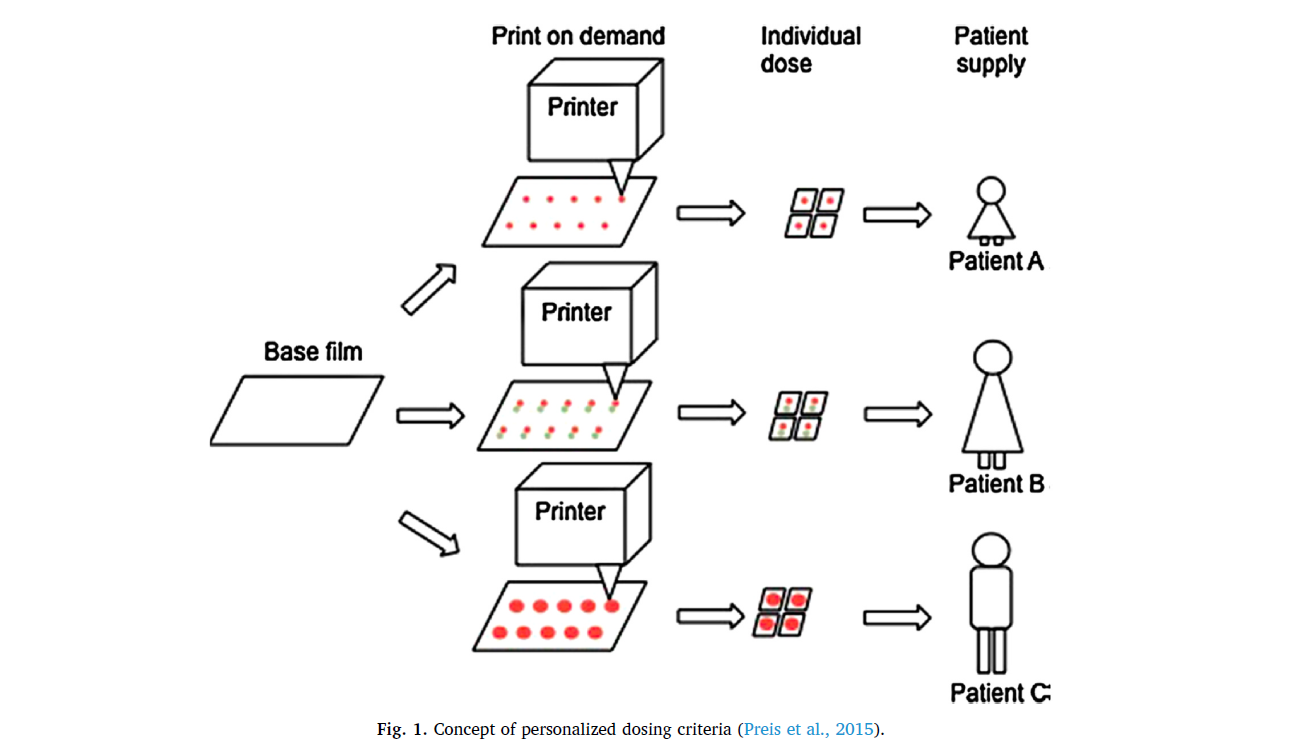 Print on demand
Individual
dose
Patient
supply
Printer
Patient A
Printer
Base film
Patient B
Printer
Patient C
Fig. 1. Concept of personalized dosing criteria (Preis et al., 2015).